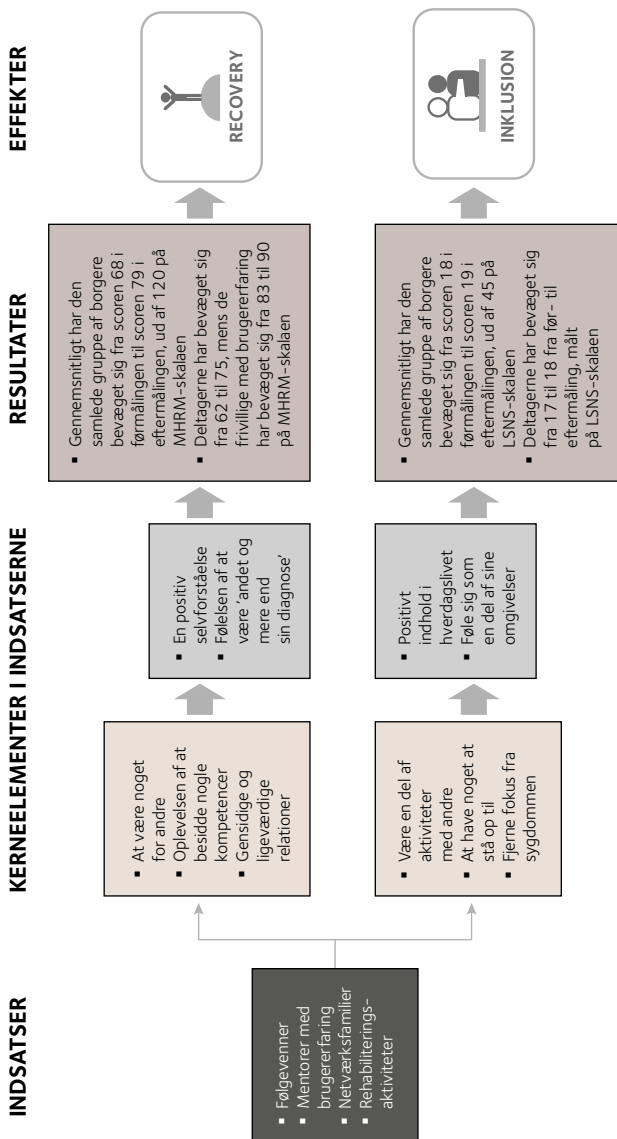 INDSATSER
KERNEELEMENTER I INDSATSERNE
RESULTATER
EFFEKTER
▪ Følgevenner
▪ Mentorer med
brugererfaring
▪ Netværksfamilier
▪ Rehabiliterings-
aktiviteter
▪ At være noget
for andre
▪ Oplevelsen af at
besidde nogle
kompetencer
▪ Gensidige og
ligeværdige
relationer
▪ En positiv
selvforståelse
▪ Følelsen af at
være 'andet og
mere end
sin diagnose'
▪ Gennemsnitligt har den
samlede gruppe af borgere
bevæget sig fra scoren 68 i
førmålingen til scoren 79 i
eftermålingen, ud af 120 på
MHRM-skalaen
▪ Deltagerne har bevæget sig
fra 62 til 75, mens de
frivillige med brugererfaring
har bevæget sig fra 83 til 90
på MHRM-skalaen
RECOVERY
▪ Være en del af
aktiviteter
med andre
▪ At have noget at
stå op til
▪ Fjerne fokus fra
sygdommen
▪ Positivt
indhold i
hverdagslivet
▪ Føle sig som
en del af sine
omgivelser
▪ Gennemsnitligt har den
samlede gruppe af borgere
bevæget sig fra scoren 18 i
førmålingen til scoren 19 i
eftermålingen, ud af 45 på
LSNS-skalaen
▪ Deltagerne har bevæget sig
fra 17 til 18 fra før- til
eftermåling, målt
på LSNS-skalaen
INKLUSION